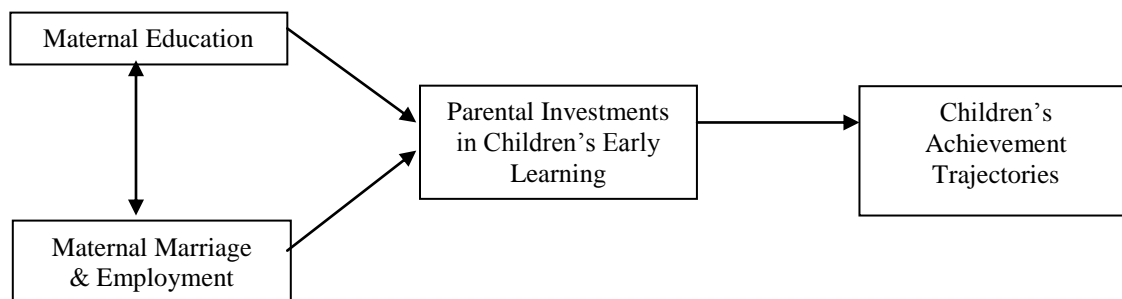 Maternal Education
Maternal Marriage
& Employment
Parental Investments
in Children’s Early
Learning
Children’s
Achievement
Trajectories